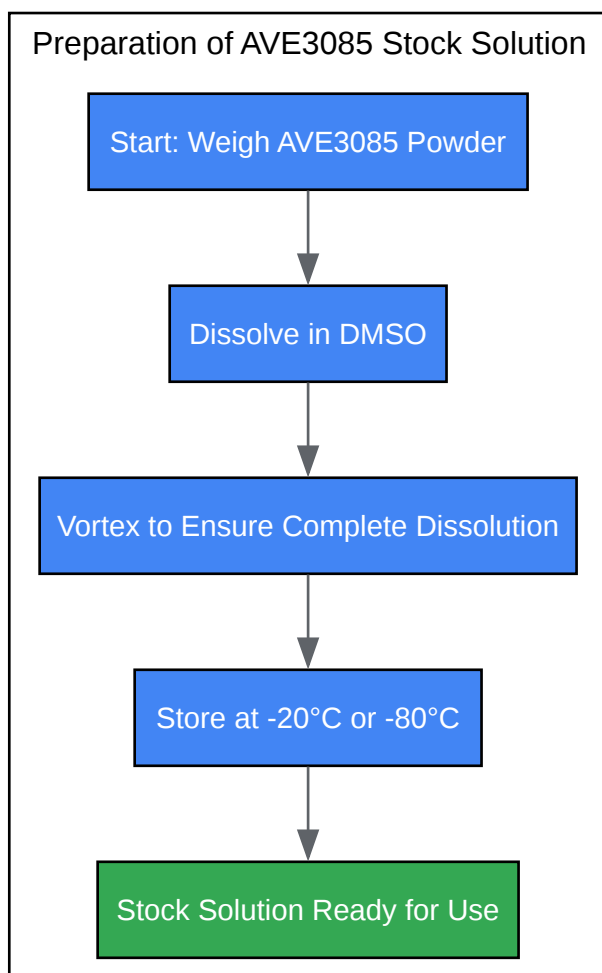 Preparation of AVE3085 Stock Solution
Start: Weigh AVE3085 Powder
Dissolve in DMSO
Vortex to Ensure Complete Dissolution
Store at -20°C or -80°C
Stock Solution Ready for Use